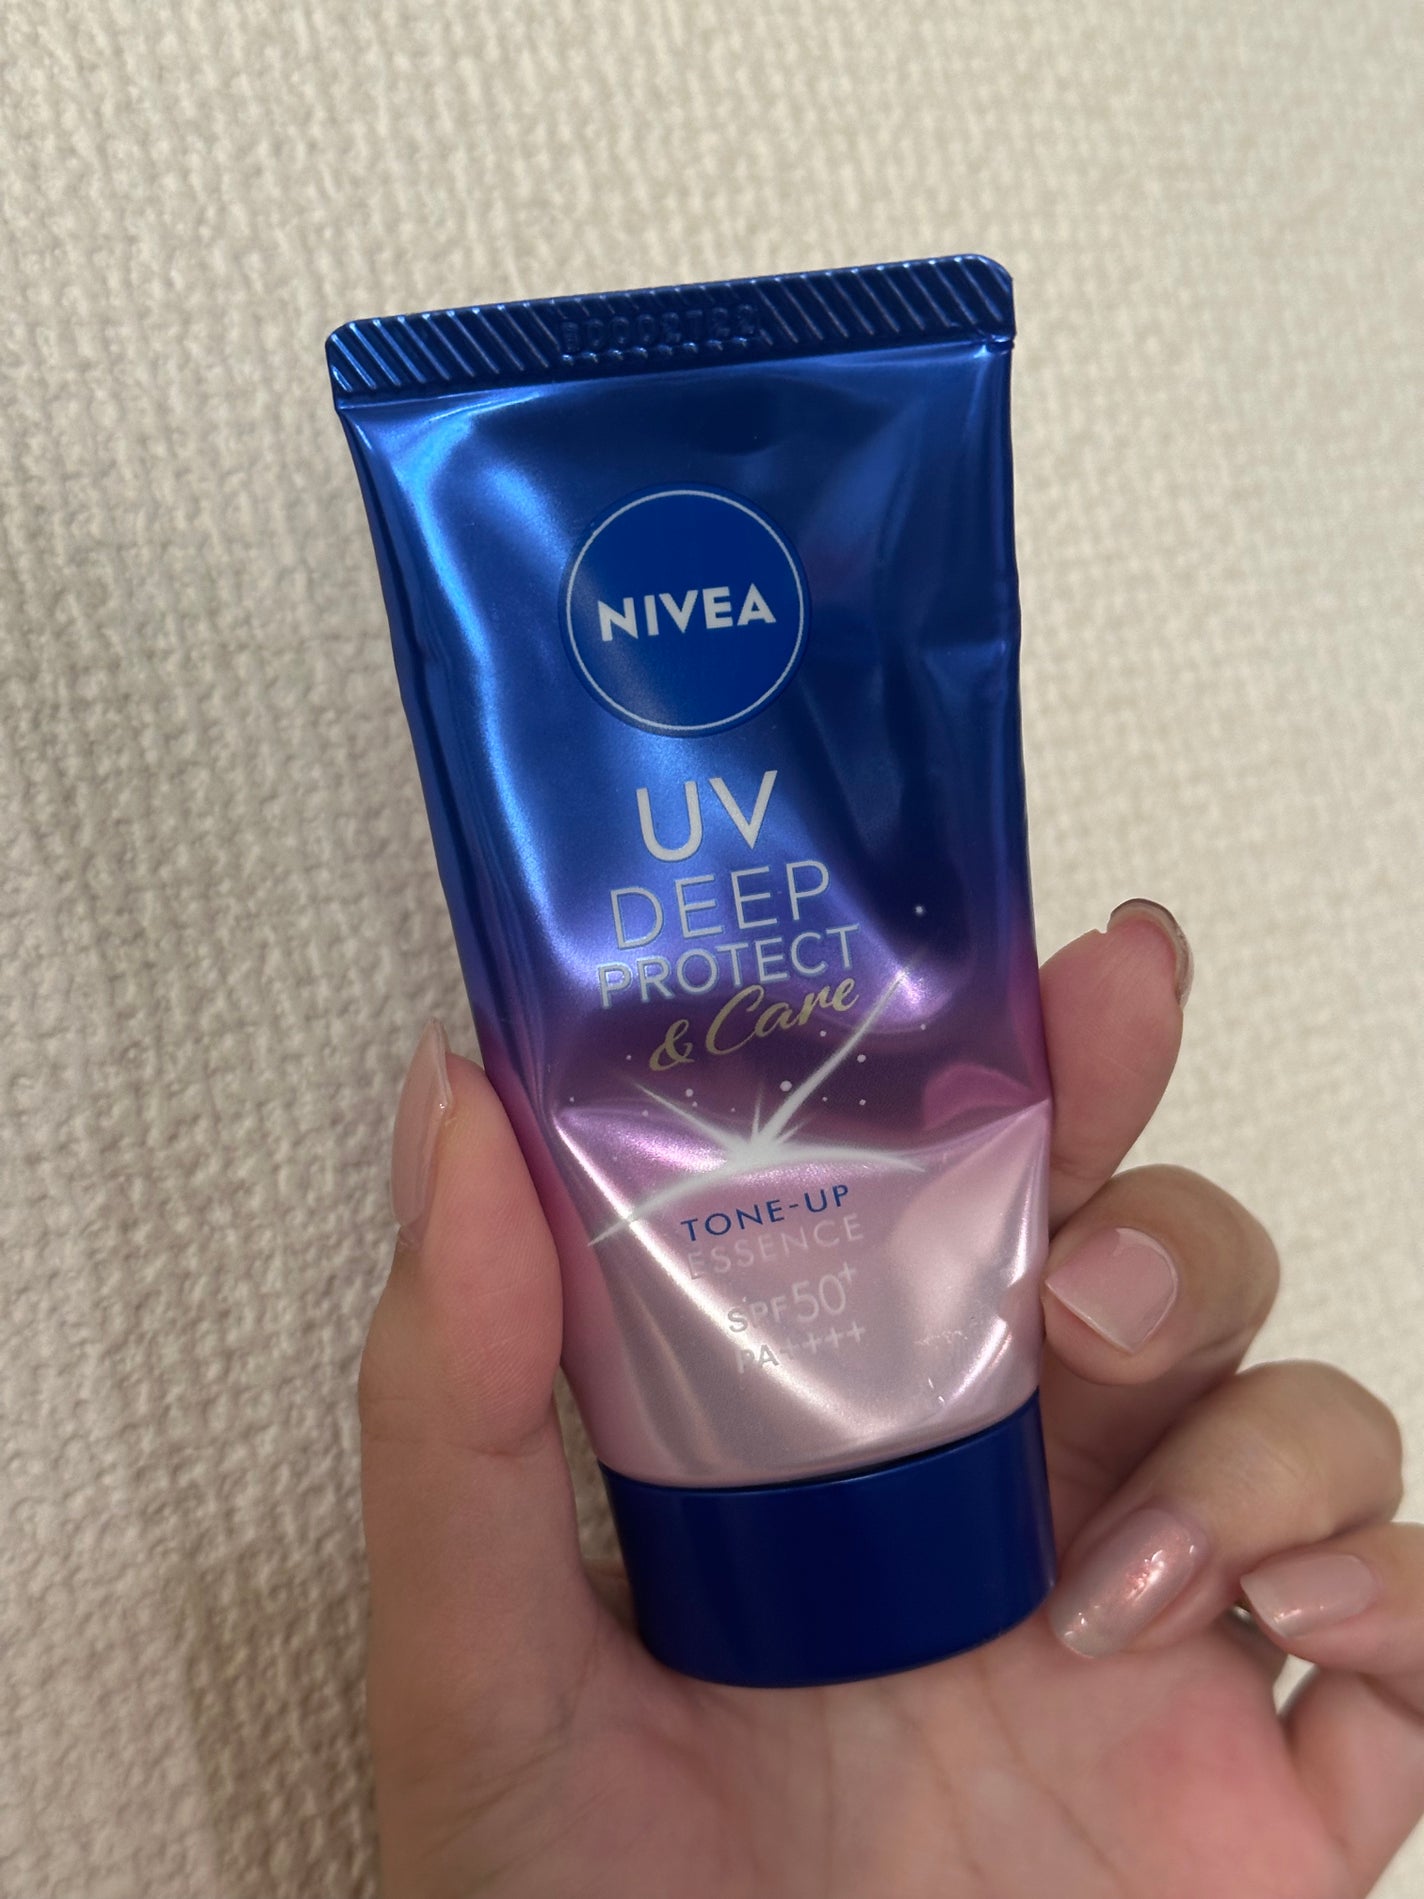 NIVEA
UV
DEEP
PROTECT
& Care
TONE-UP
ESSENCE
SPF50+
PA++++